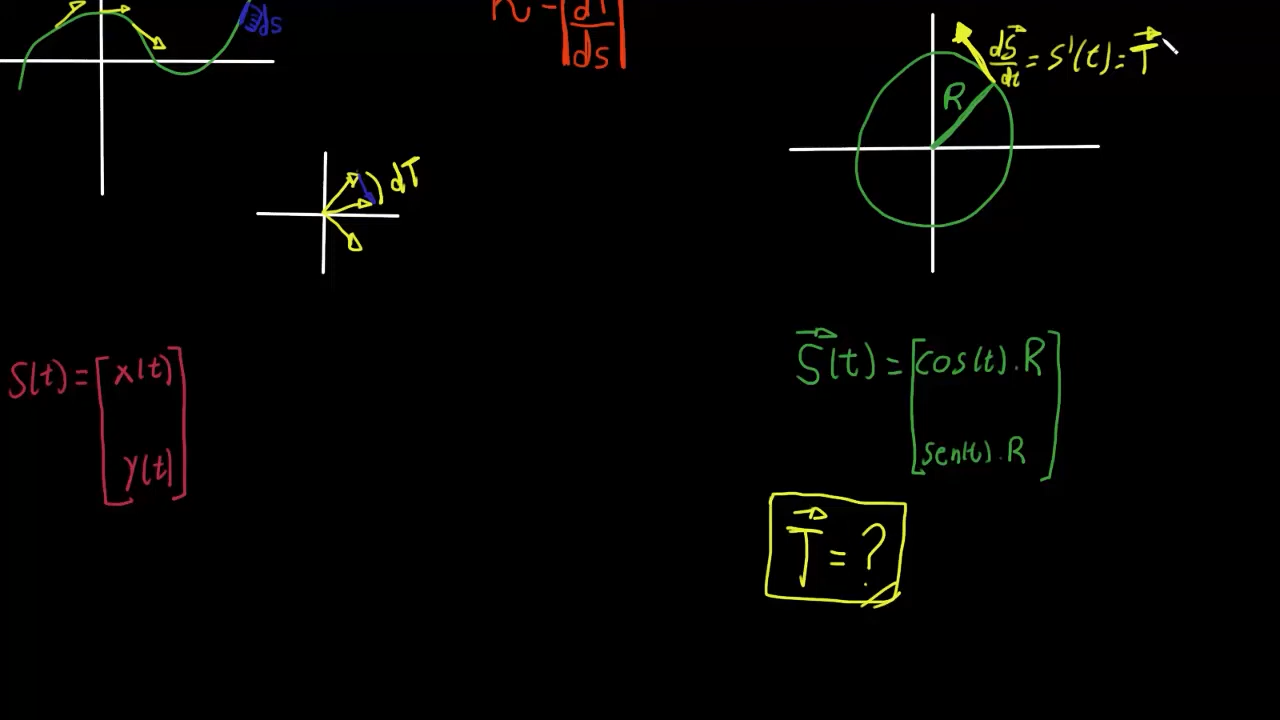 ds
K = |dT/ds|
dT
R
dS/dt = S'(t) = T
S(t) = [x(t)
y(t)]
S(t) = [cos(t).R
sen(t).R]
T = ?